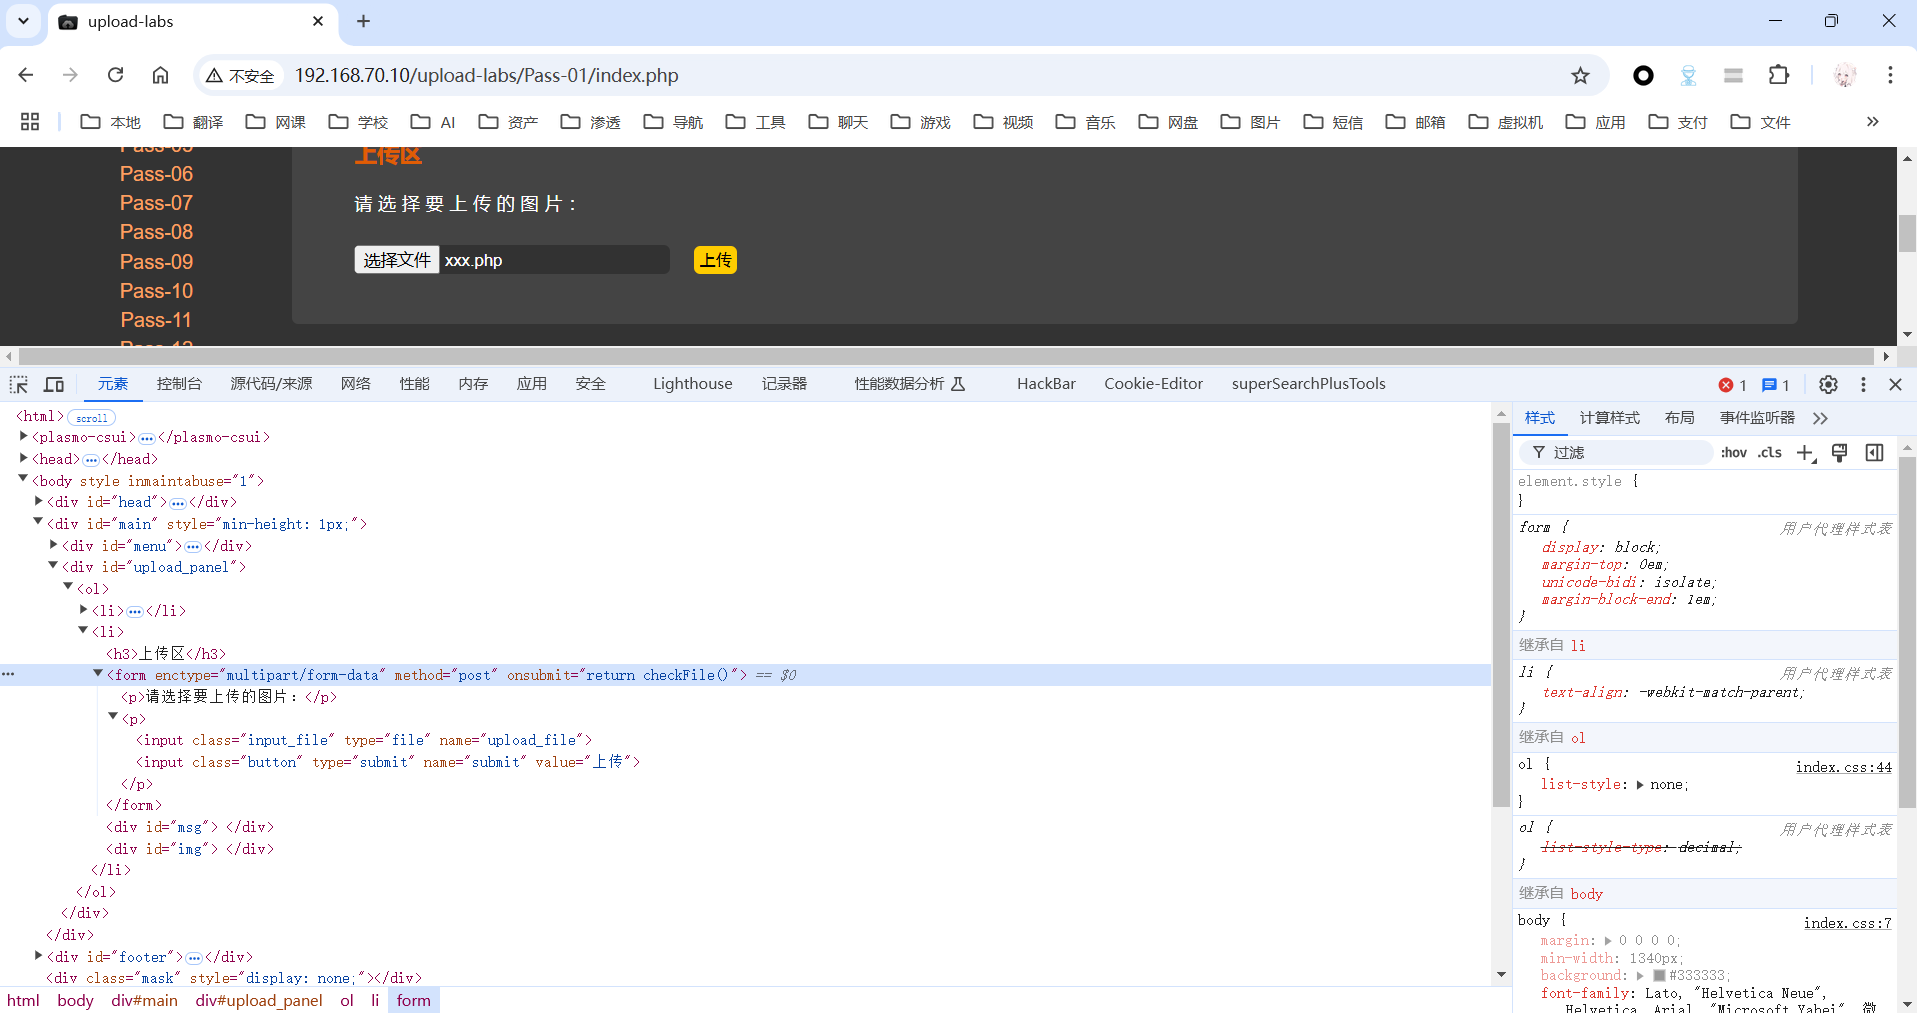 upload-labs
不安全
192.168.70.10/upload-labs/Pass-01/index.php
本地 翻译 网课 学校 AI 资产 渗透 导航 工具 聊天 游戏 视频 音乐 网盘 图片 短信 邮箱 虚拟机 应用 支付 文件
Pass-05
Pass-06
Pass-07
Pass-08
Pass-09
Pass-10
Pass-11
Pass-12
上传区
请选择要上传的图片：
选择文件 xxx.php 上传
元素 控制台 源代码/来源 网络 性能 内存 应用 安全 Lighthouse 记录器 性能数据分析 HackBar Cookie-Editor superSearchPlusTools 1 1
<html> scroll
<plasmo-csui>…</plasmo-csui>
<head>…</head>
<body style inmaintabuse="1">
<div id="head">…</div>
<div id="main" style="min-height: 1px;">
<div id="menu">…</div>
<div id="upload_panel">
<ol>
<li>…</li>
<li>
<h3>上传区</h3>
<form enctype="multipart/form-data" method="post" onsubmit="return checkFile()"> == $0
<p>请选择要上传的图片：</p>
<p>
<input class="input_file" type="file" name="upload_file">
<input class="button" type="submit" name="submit" value="上传">
</p>
</form>
<div id="msg"> </div>
<div id="img"> </div>
</li>
</ol>
</div>
</div>
<div id="footer">…</div>
<div class="mask" style="display: none;"></div>
html body div#main div#upload_panel ol li form
样式 计算样式 布局 事件监听器
过滤 :hov .cls
element.style {
}
form { 用户代理样式表
display: block;
margin-top: 0em;
unicode-bidi: isolate;
margin-block-end: 1em;
}
继承自 li
li { 用户代理样式表
text-align: -webkit-match-parent;
}
继承自 ol
ol { index.css:44
list-style: none;
}
ol { 用户代理样式表
list-style-type: decimal;
}
继承自 body
body { index.css:7
margin: 0 0 0 0;
min-width: 1340px;
background: #333333;
font-family: Lato, "Helvetica Neue",
Helvetica, Arial, "Microsoft Yahei", 微